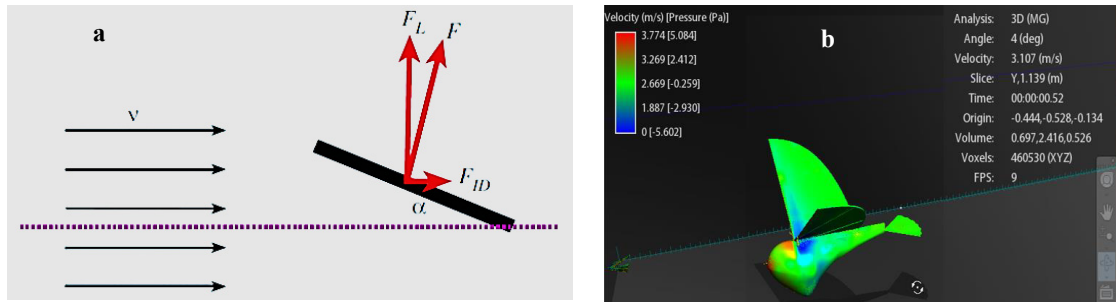 a
F_L
F
v
F_ID
α
Velocity (m/s) [Pressure (Pa)]
3.774 [5.084]
3.269 [2.412]
2.669 [-0.259]
1.887 [-2.930]
0 [-5.602]
b
Analysis: 3D (MG)
Angle: 4 (deg)
Velocity: 3.107 (m/s)
Slice: Y,1.139 (m)
Time: 00:00:00.52
Origin: -0.444,-0.528,-0.134
Volume: 0.697,2.416,0.526
Voxels: 460530 (XYZ)
FPS: 9